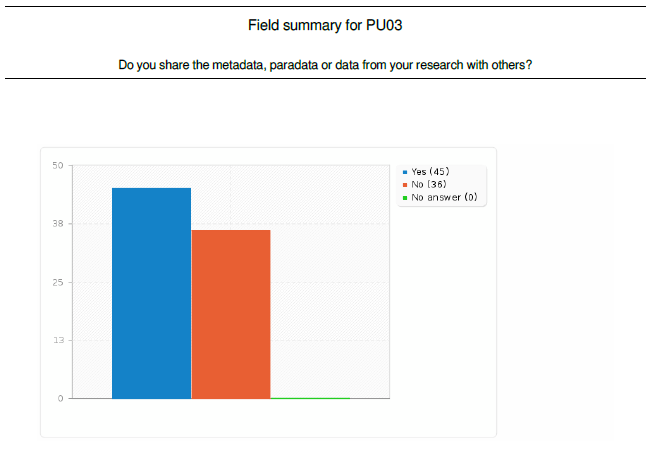 Field summary for PU03
Do you share the metadata, paradata or data from your research with others?
50
38
25
13
0
Yes (45)
No (36)
No answer (0)